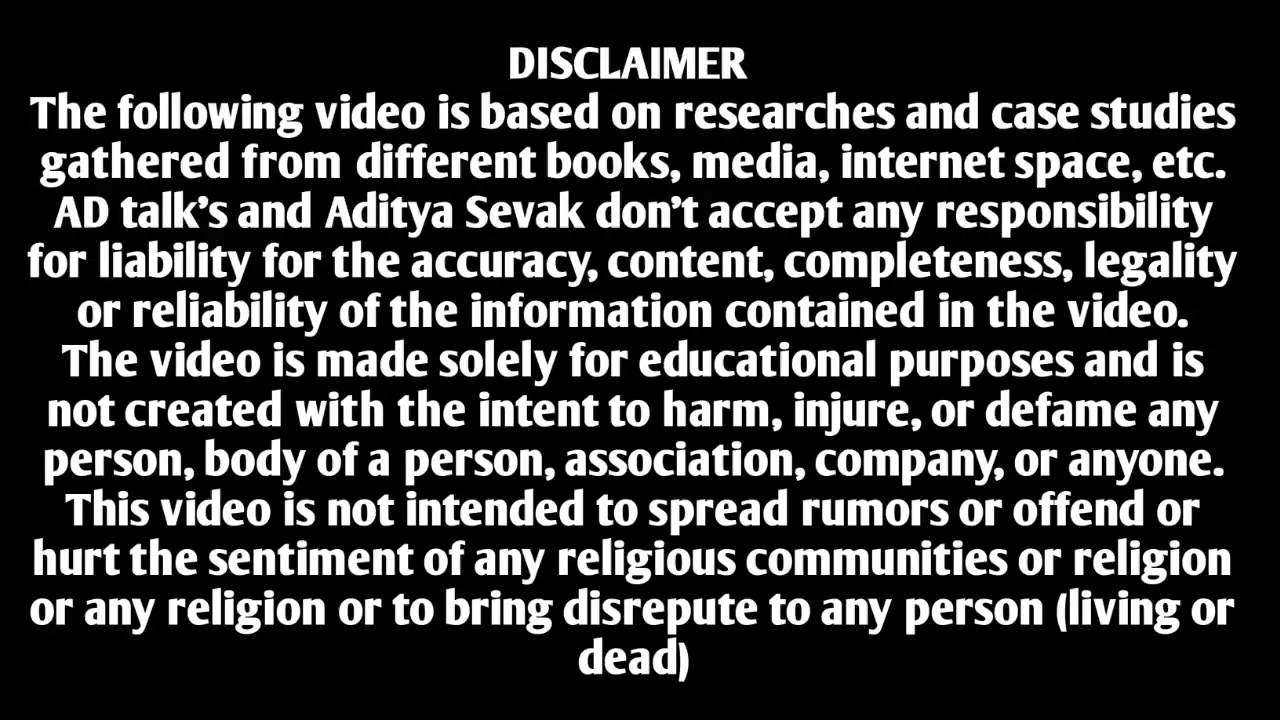 DISCLAIMER
The following video is based on researches and case studies
gathered from different books, media, internet space, etc.
AD talk’s and Aditya Sevak don’t accept any responsibility
for liability for the accuracy, content, completeness, legality
or reliability of the information contained in the video.
The video is made solely for educational purposes and is
not created with the intent to harm, injure, or defame any
person, body of a person, association, company, or anyone.
This video is not intended to spread rumors or offend or
hurt the sentiment of any religious communities or religion
or any religion or to bring disrepute to any person (living or
dead)